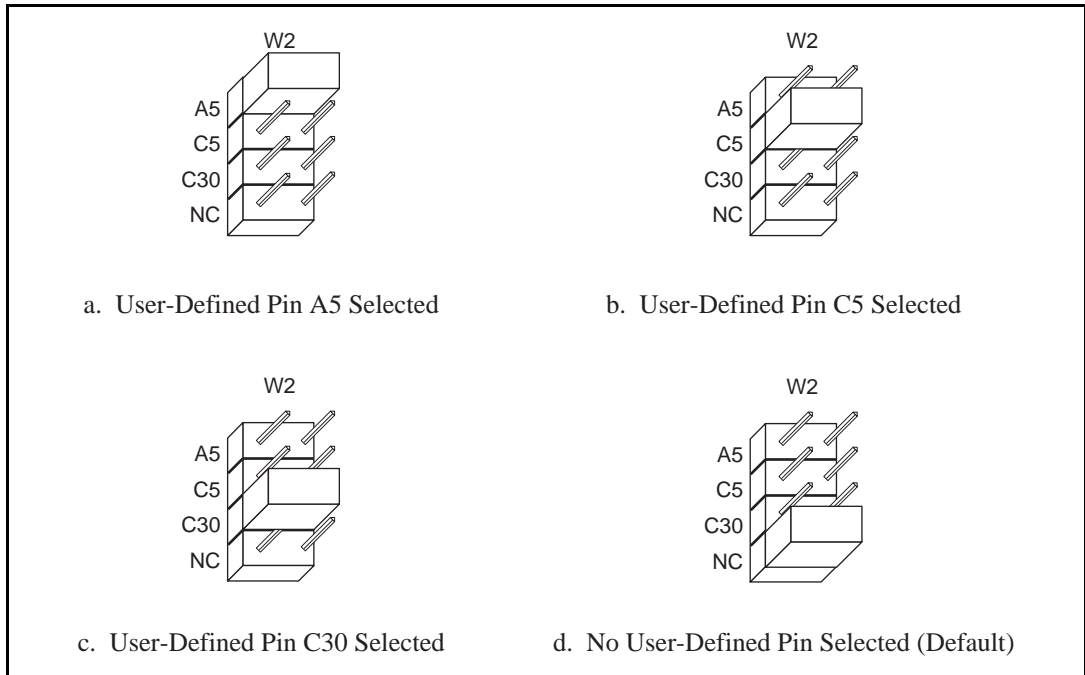 W2
A5
C5
C30
NC
a. User-Defined Pin A5 Selected
W2
A5
C5
C30
NC
b. User-Defined Pin C5 Selected
W2
A5
C5
C30
NC
c. User-Defined Pin C30 Selected
W2
A5
C5
C30
NC
d. No User-Defined Pin Selected (Default)